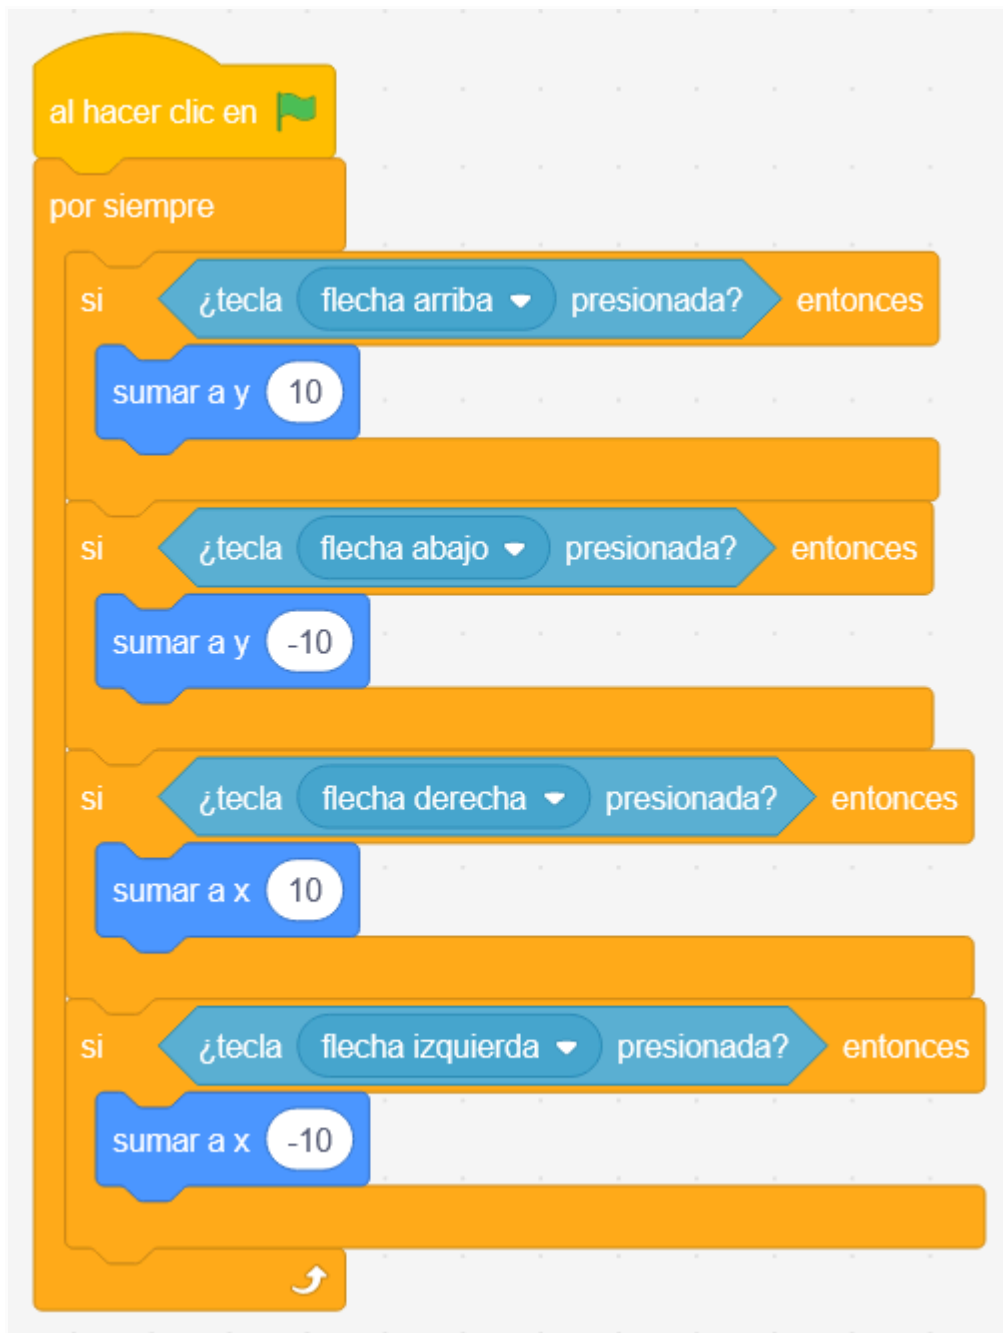 al hacer clic en
por siempre
si ¿tecla flecha arriba presionada? entonces
sumar a y 10
si ¿tecla flecha abajo presionada? entonces
sumar a y -10
si ¿tecla flecha derecha presionada? entonces
sumar a x 10
si ¿tecla flecha izquierda presionada? entonces
sumar a x -10